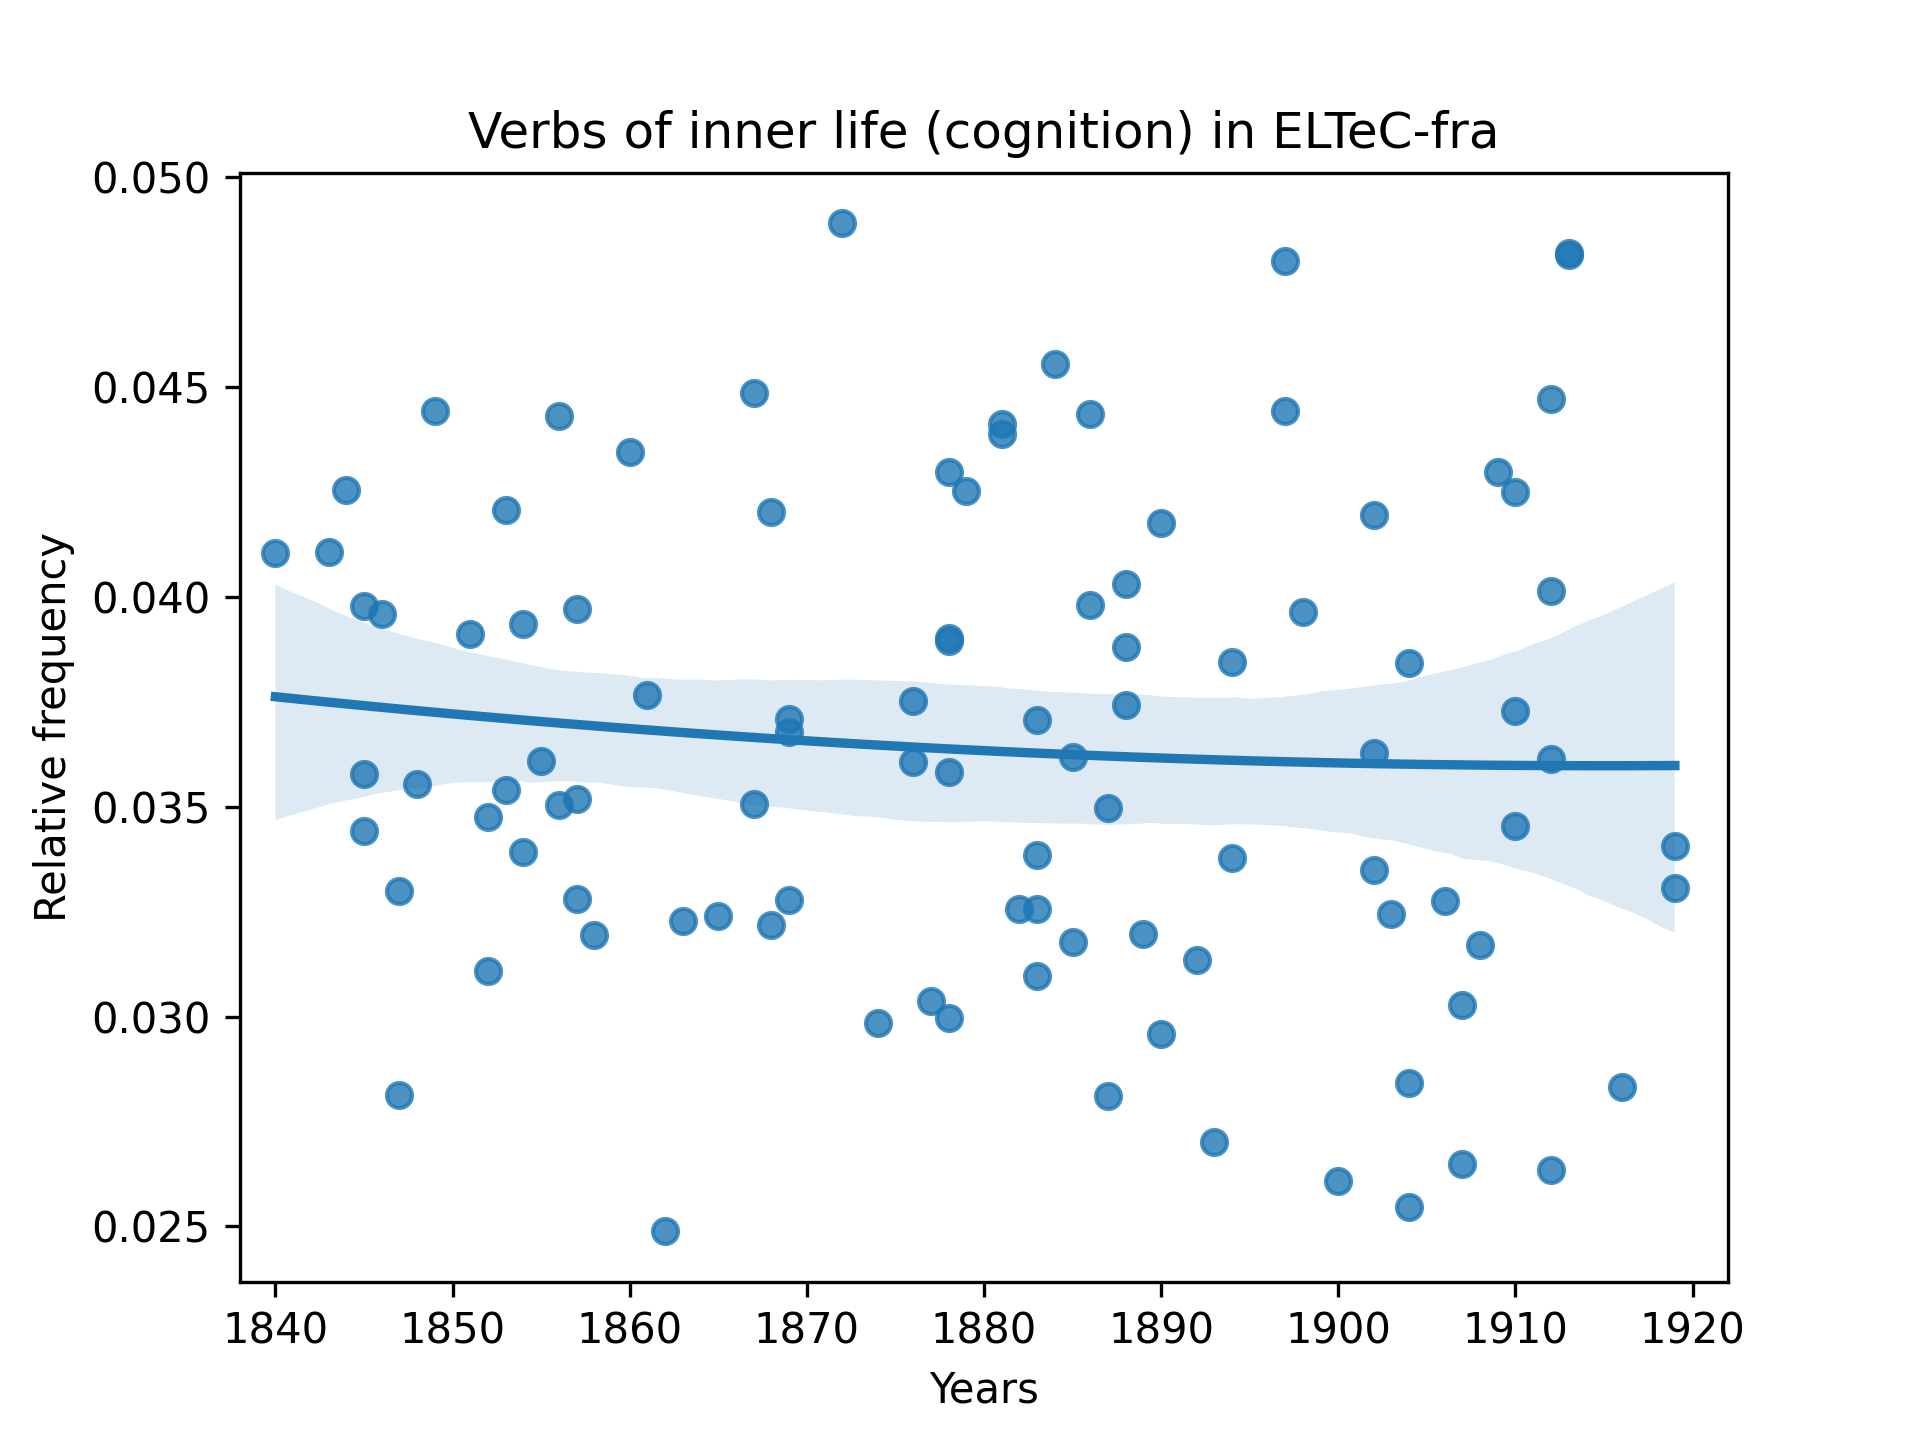 Verbs of inner life (cognition) in ELTeC-fra
0.050
0.045
0.040
0.035
0.030
0.025
Relative frequency
1840 1850 1860 1870 1880 1890 1900 1910 1920
Years